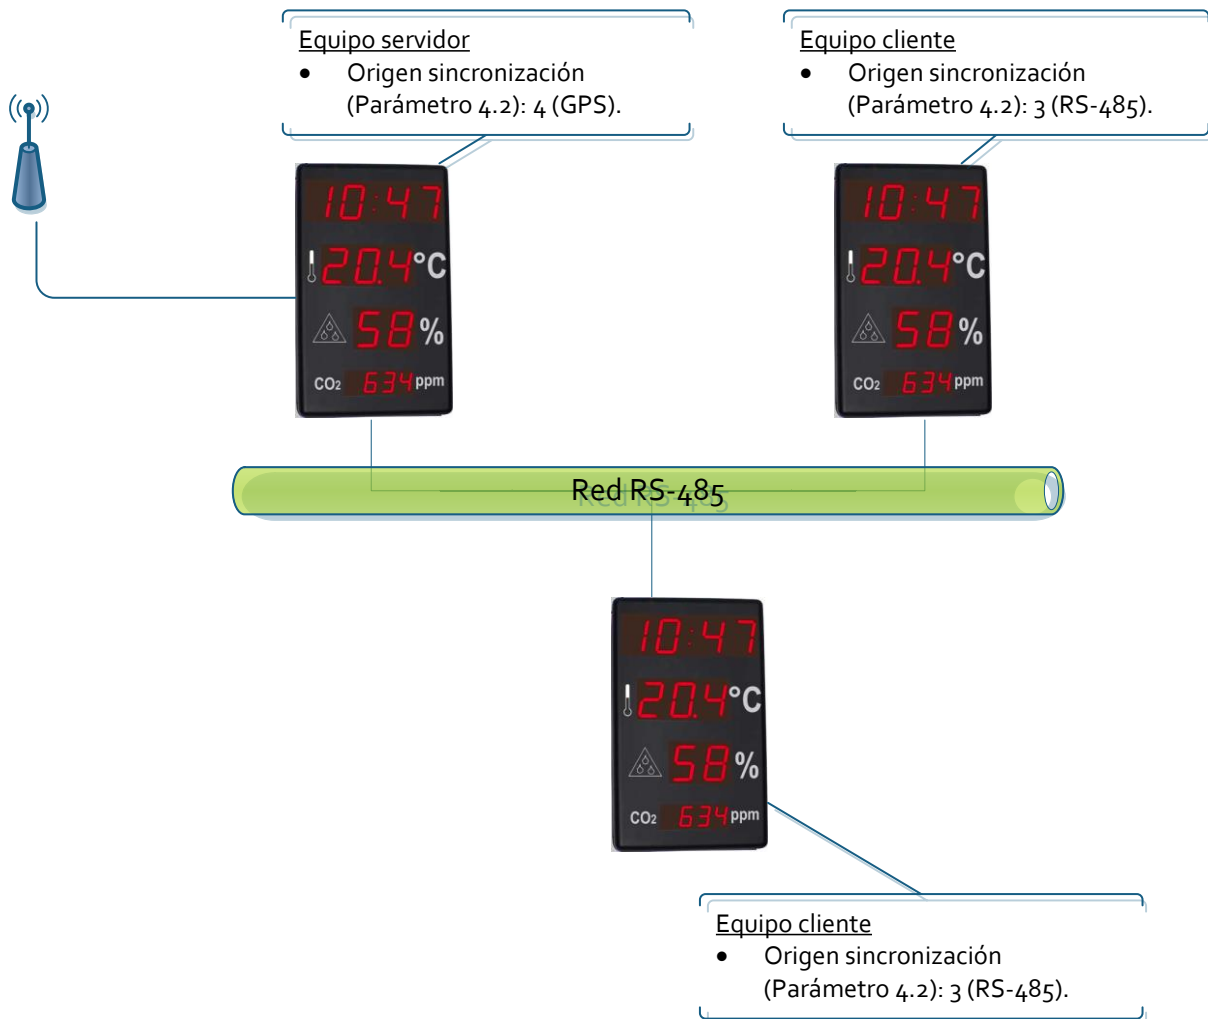 Equipo servidor
• Origen sincronización
(Parámetro 4.2): 4 (GPS).
Equipo cliente
• Origen sincronización
(Parámetro 4.2): 3 (RS-485).
10:47
20.4°C
58%
CO2 634 ppm
10:47
20.4°C
58%
CO2 634 ppm
Red RS-485
10:47
20.4°C
58%
CO2 634 ppm
Equipo cliente
• Origen sincronización
(Parámetro 4.2): 3 (RS-485).